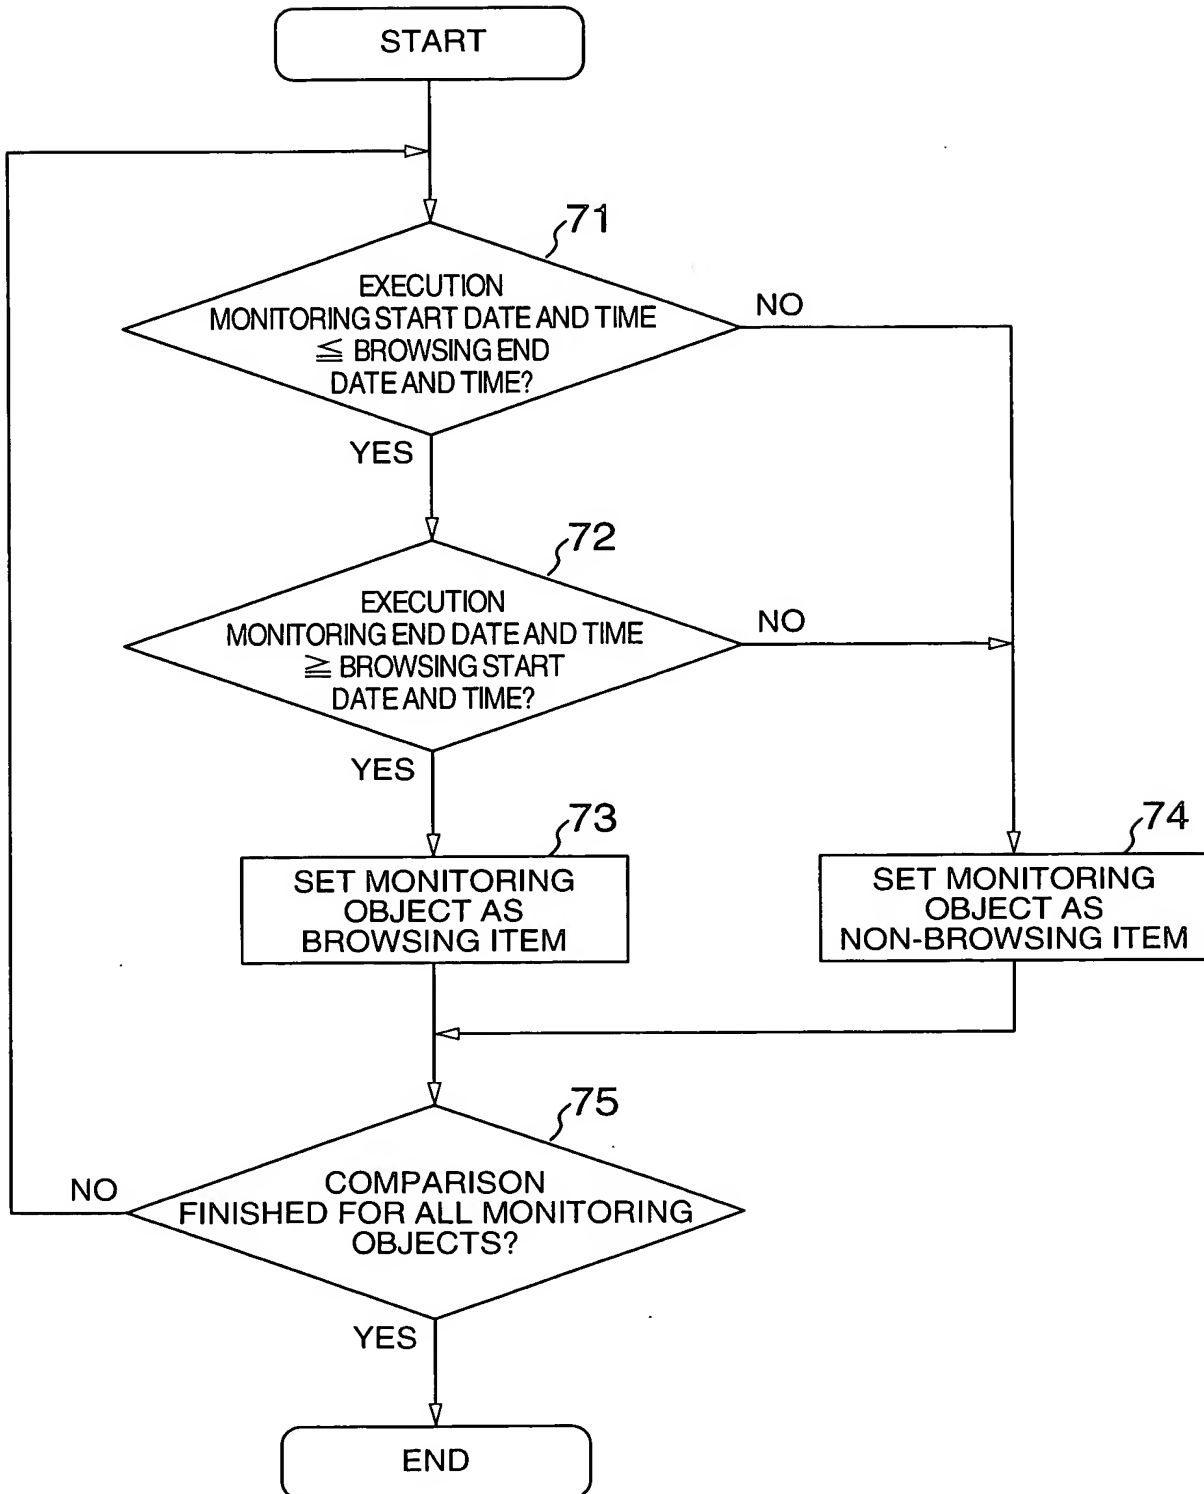 START
71
EXECUTION
MONITORING START DATE AND TIME
≦ BROWSING END
DATE AND TIME?
NO
YES
72
EXECUTION
MONITORING END DATE AND TIME
≧ BROWSING START
DATE AND TIME?
NO
YES
73
SET MONITORING
OBJECT AS
BROWSING ITEM
74
SET MONITORING
OBJECT AS
NON-BROWSING ITEM
75
COMPARISON
FINISHED FOR ALL MONITORING
OBJECTS?
NO
YES
END